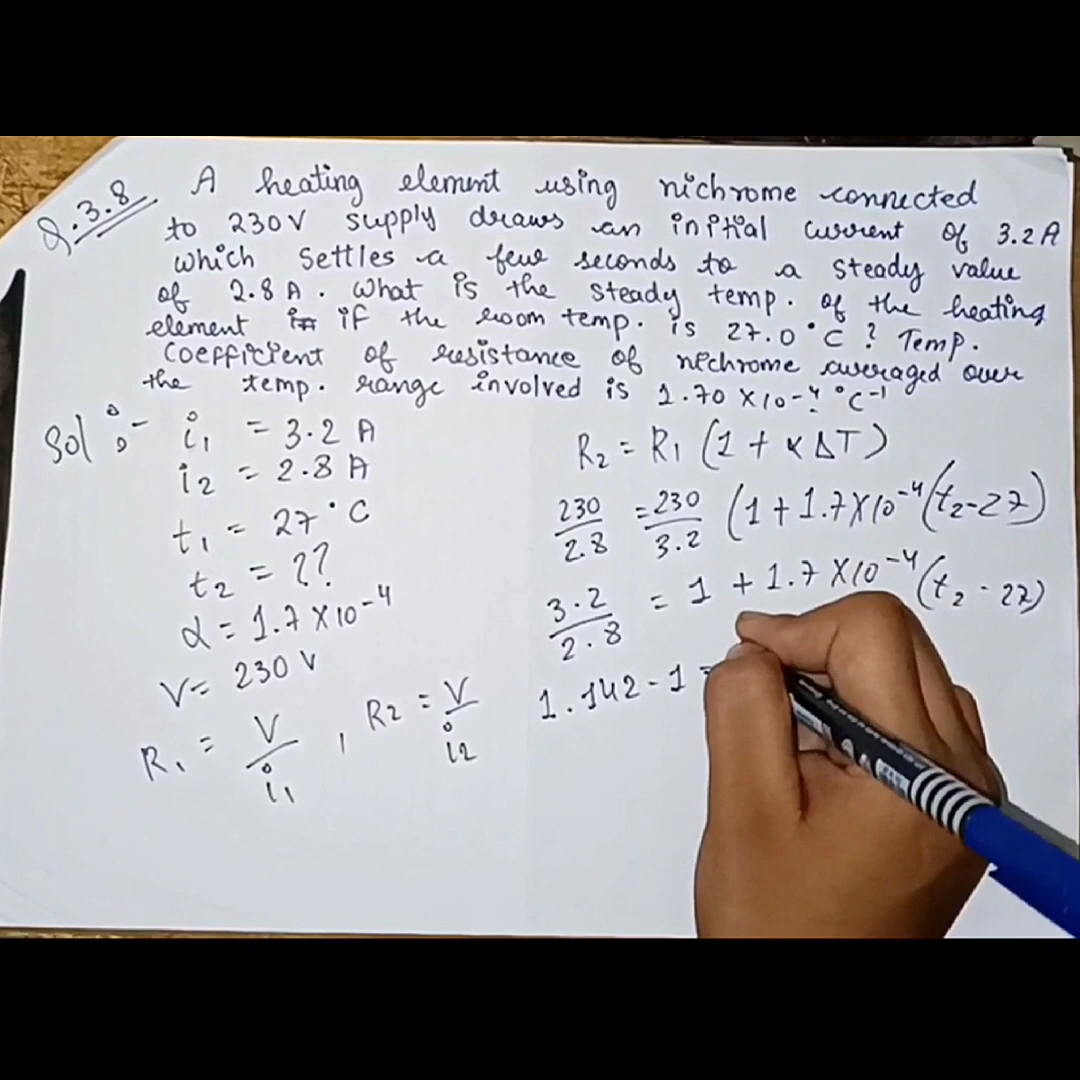 Q.3.8 A heating element using nichrome connected
to 230V supply draws an initial current of 3.2A
which settles a few seconds to a steady value
of 2.8 A. What is the steady temp. of the heating
element if the room temp. is 27.0°C? Temp.
Coefficient of resistance of nichrome averaged over
the temp. range involved is 1.70 × 10⁻⁴ °C⁻¹
Sol :- i₁ = 3.2 A
i₂ = 2.8 A
t₁ = 27°C
t₂ = ??
α = 1.7 × 10⁻⁴
V = 230 V
R₁ = V/i₁ , R₂ = V/i₂
R₂ = R₁ (1 + α ΔT)
230/2.8 = 230/3.2 (1 + 1.7 × 10⁻⁴ (t₂ - 27)
3.2/2.8 = 1 + 1.7 × 10⁻⁴ (t₂ - 27)
1.142 - 1 =